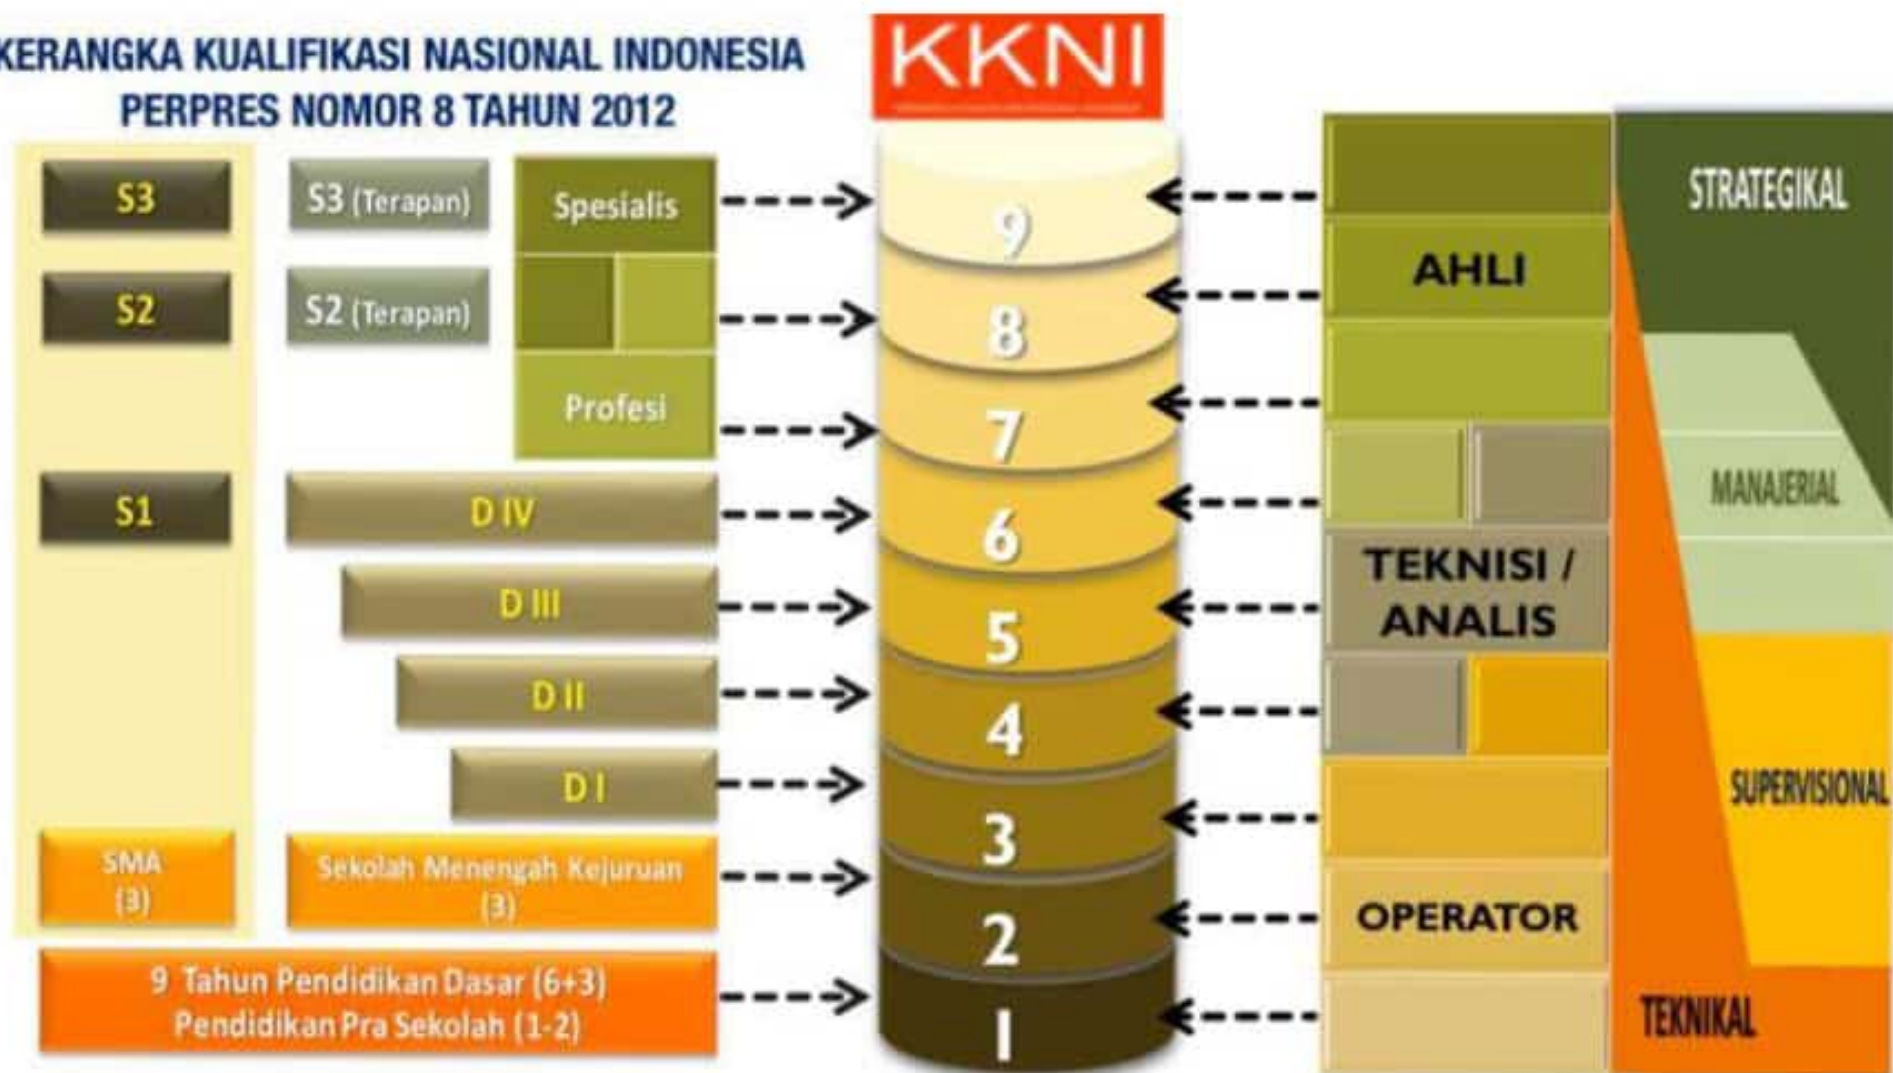 KERANGKA KUALIFIKASI NASIONAL INDONESIA
PERPRES NOMOR 8 TAHUN 2012
KKNI
S3
S3 (Terapan)
Spesialis
S2
S2 (Terapan)
Profesi
S1
D IV
D III
D II
D I
SMA
(3)
Sekolah Menengah Kejuruan
(3)
9 Tahun Pendidikan Dasar (6+3)
Pendidikan Pra Sekolah (1-2)
9
8
7
6
5
4
3
2
1
AHLI
TEKNISI /
ANALIS
OPERATOR
STRATEGIKAL
MANAJERIAL
SUPERVISIONAL
TEKNIKAL